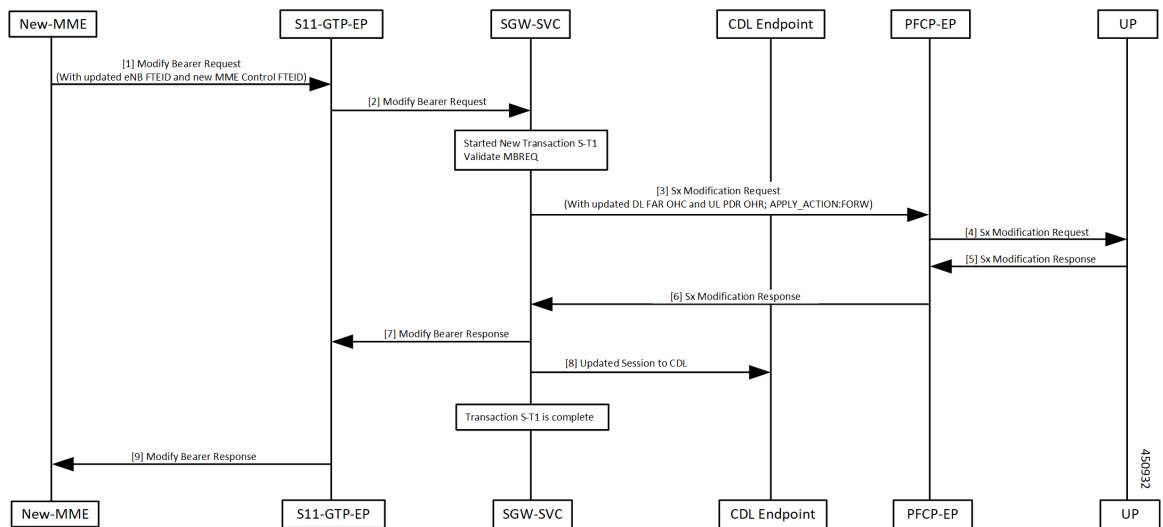 New-MME
S11-GTP-EP
SGW-SVC
CDL Endpoint
PFCP-EP
UP
[1] Modify Bearer Request
(With updated eNB FTEID and new MME Control FTEID)
[2] Modify Bearer Request
Started New Transaction S-T1
Validate MBREQ
[3] Sx Modification Request
(With updated DL FAR OHC and UL PDR OHR; APPLY_ACTION:FORW)
[4] Sx Modification Request
[5] Sx Modification Response
[6] Sx Modification Response
[7] Modify Bearer Response
[8] Updated Session to CDL
Transaction S-T1 is complete
[9] Modify Bearer Response
450932
New-MME
S11-GTP-EP
SGW-SVC
CDL Endpoint
PFCP-EP
UP